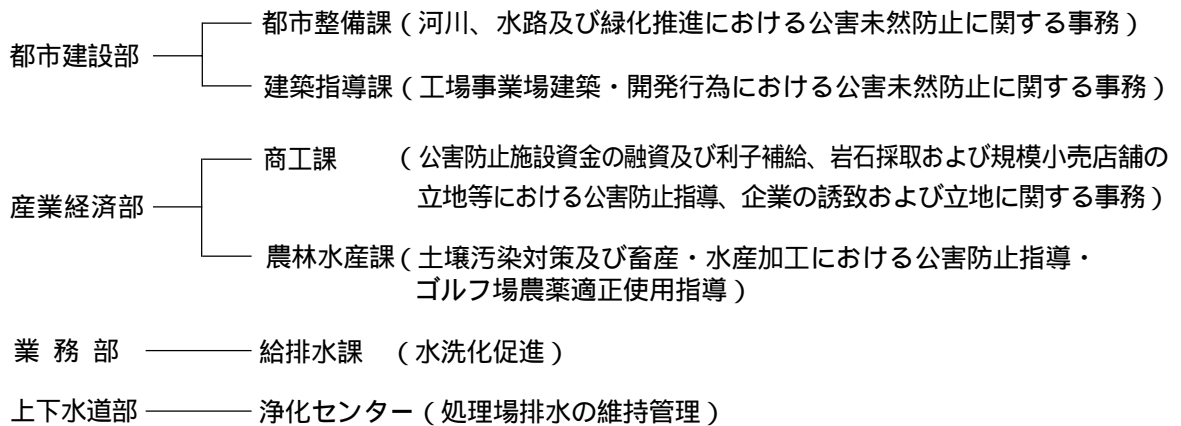 都市整備課（河川、水路及び緑化推進における公害未然防止に関する事務）
都市建設部
建築指導課（工場事業場建築・開発行為における公害未然防止に関する事務）
商工課　　（公害防止施設資金の融資及び利子補給、岩石採取および規模小売店舗の
立地等における公害防止指導、企業の誘致および立地に関する事務）
産業経済部
農林水産課（土壌汚染対策及び畜産・水産加工における公害防止指導・
ゴルフ場農薬適正使用指導）
業 務 部　給排水課　（水洗化促進）
上下水道部　浄化センター（処理場排水の維持管理）